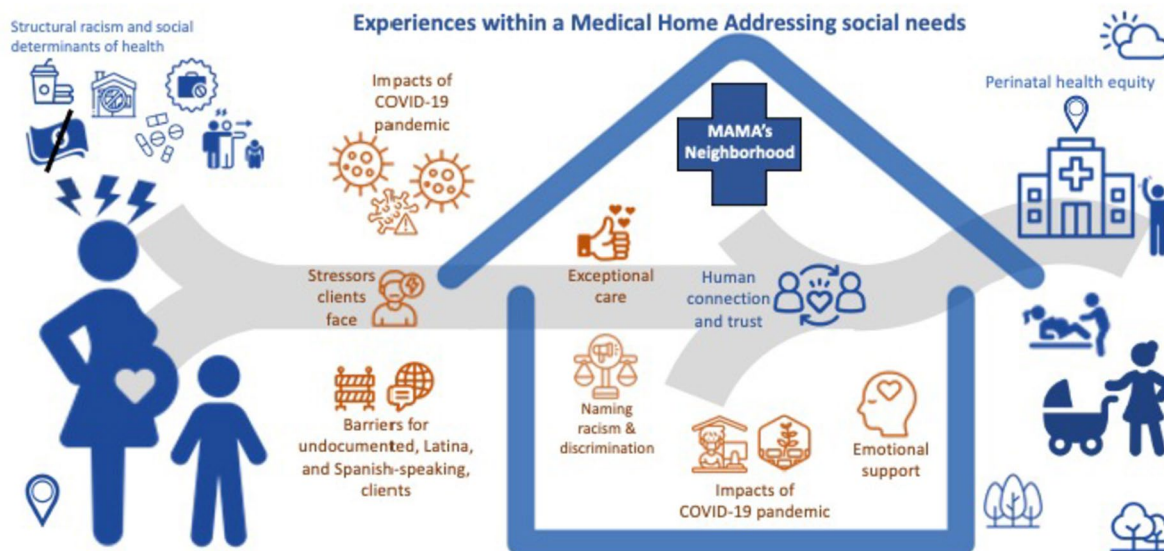 Experiences within a Medical Home Addressing social needs
Structural racism and social
determinants of health
Impacts of
COVID-19
pandemic
MAMA's
Neighborhood
Perinatal health equity
Stressors
clients
face
Exceptional
care
Human
connection
and trust
Barriers for
undocumented, Latina,
and Spanish-speaking,
clients
Naming
racism &
discrimination
Impacts of
COVID-19 pandemic
Emotional
support